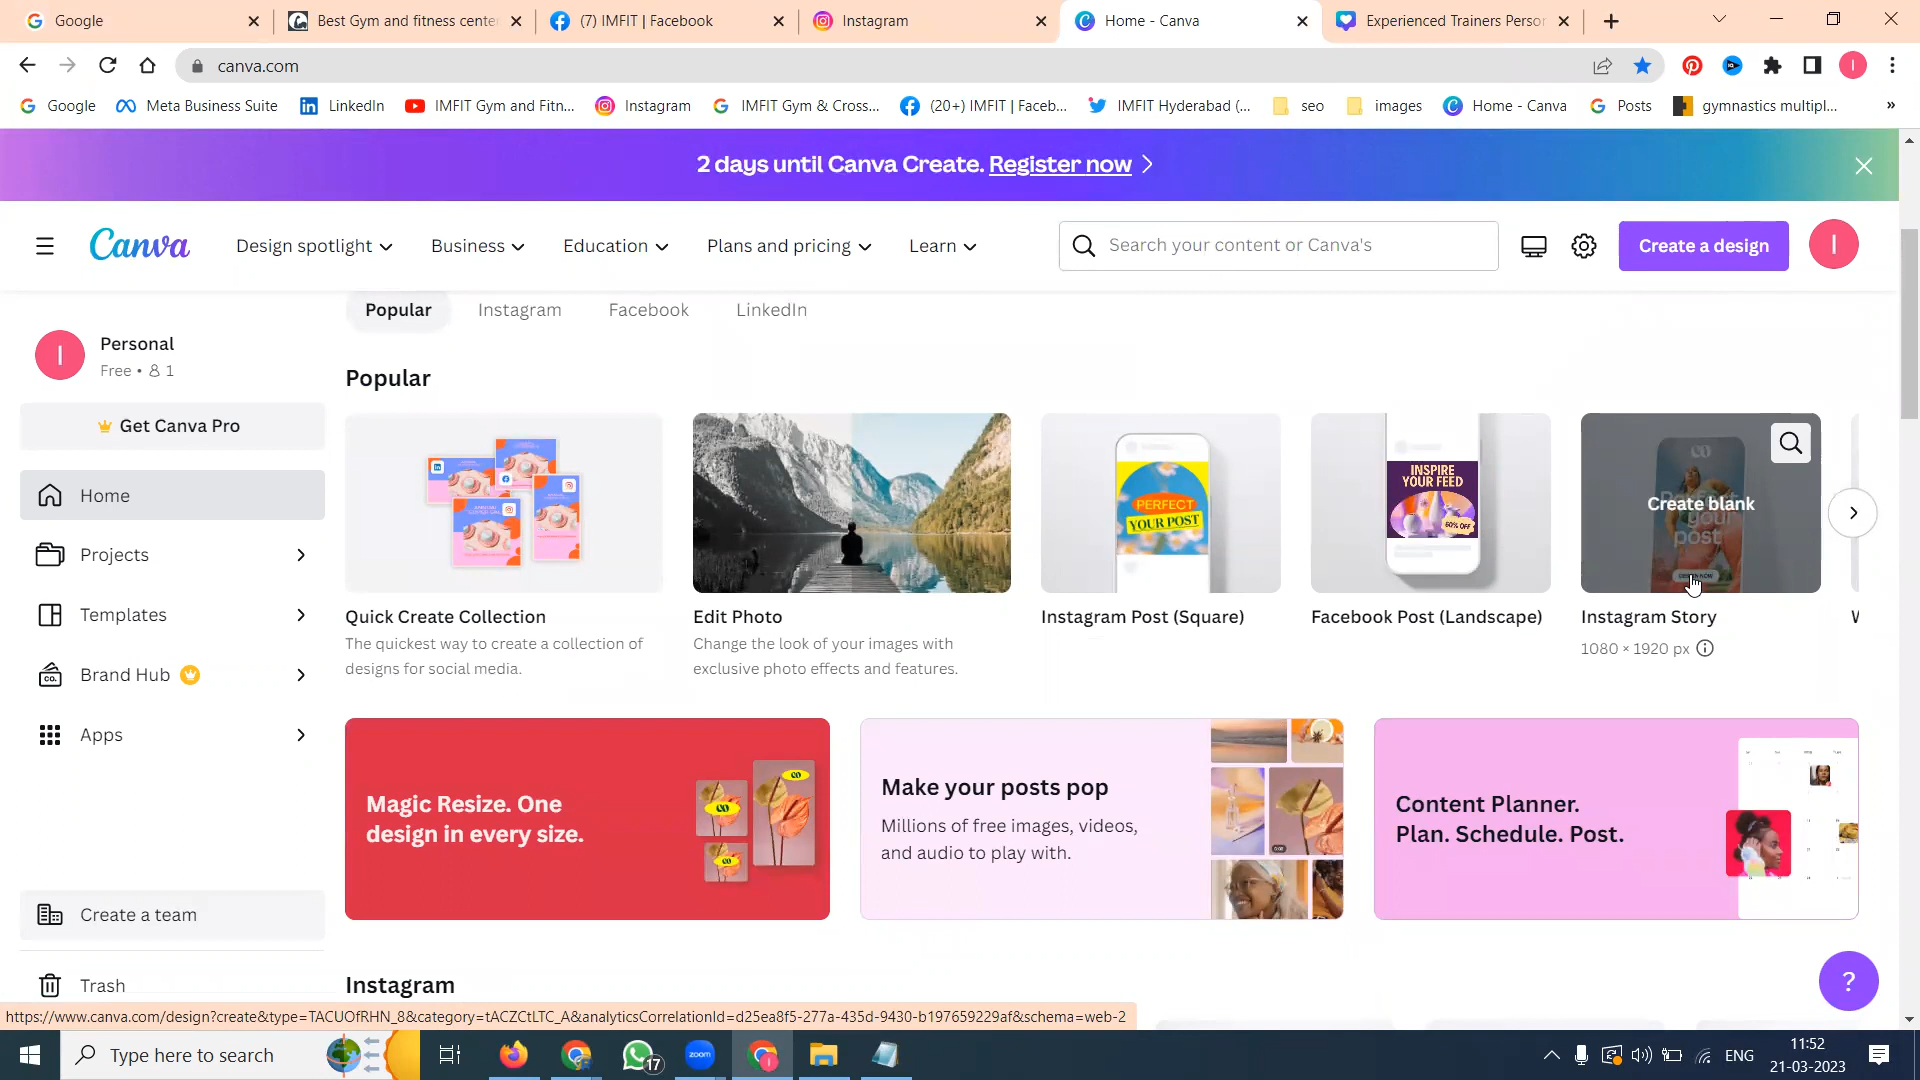 Google
Best Gym and fitness cente
(7) IMFIT | Facebook
Instagram
Home - Canva
Experienced Trainers Person
canva.com
Google
Meta Business Suite
LinkedIn
IMFIT Gym and Fitn...
Instagram
IMFIT Gym & Cross...
(20+) IMFIT | Faceb...
IMFIT Hyderabad (...
seo
images
Home - Canva
Posts
gymnastics multipl...
»
2 days until Canva Create. Register now
Canva
Design spotlight
Business
Education
Plans and pricing
Learn
Search your content or Canva's
Create a design
I
Popular
Instagram
Facebook
LinkedIn
I
Personal
Free • 1
Get Canva Pro
Home
Projects
Templates
Brand Hub
Apps
Create a team
Trash
Popular
PERFECT
YOUR POST
INSPIRE
YOUR FEED
60% OFF
Create blank
your
post
Quick Create Collection
The quickest way to create a collection of
designs for social media.
Edit Photo
Change the look of your images with
exclusive photo effects and features.
Instagram Post (Square)
Facebook Post (Landscape)
Instagram Story
1080 × 1920 px
Magic Resize. One
design in every size.
Make your posts pop
Millions of free images, videos,
and audio to play with.
Content Planner.
Plan. Schedule. Post.
Instagram
?
https://www.canva.com/design?create&type=TACUOfRHN_8&category=tACZCtLTC_A&analyticsCorrelationId=d25ea8f5-277a-435d-9430-b197659229af&schema=web-2
Type here to search
17
zoom
ENG
11:52
21-03-2023